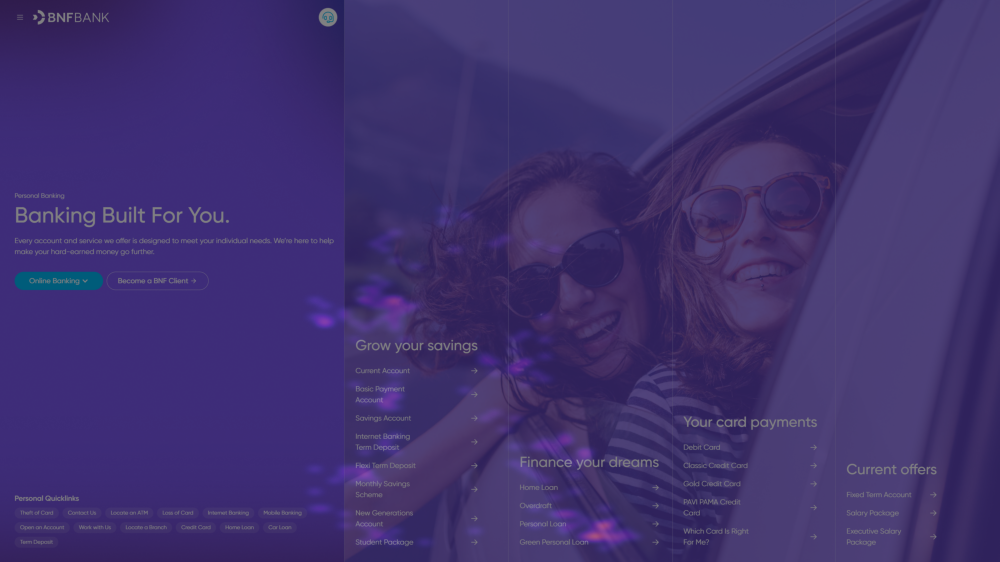 BNFBANK
Personal Banking
Banking Built For You.
Every account and service we offer is designed to meet your individual needs. We're here to help
make your hard-earned money go further.
Online Banking
Become a BNF Client →
Personal Quicklinks
Theft of Card
Contact Us
Locate an ATM
Loss of Card
Internet Banking
Mobile Banking
Open an Account
Work with Us
Locate a Branch
Credit Card
Home Loan
Car Loan
Term Deposit
Grow your savings
Current Account →
Basic Payment
Account →
Savings Account →
Internet Banking
Term Deposit →
Flexi Term Deposit →
Monthly Savings
Scheme →
New Generations
Account →
Student Package →
Finance your dreams
Home Loan →
Overdraft →
Personal Loan →
Green Personal Loan →
Your card payments
Debit Card →
Classic Credit Card →
Gold Credit Card →
PAVI PAMA Credit
Card →
Which Card Is Right
For Me? →
Current offers
Fixed Term Account →
Salary Package →
Executive Salary
Package →